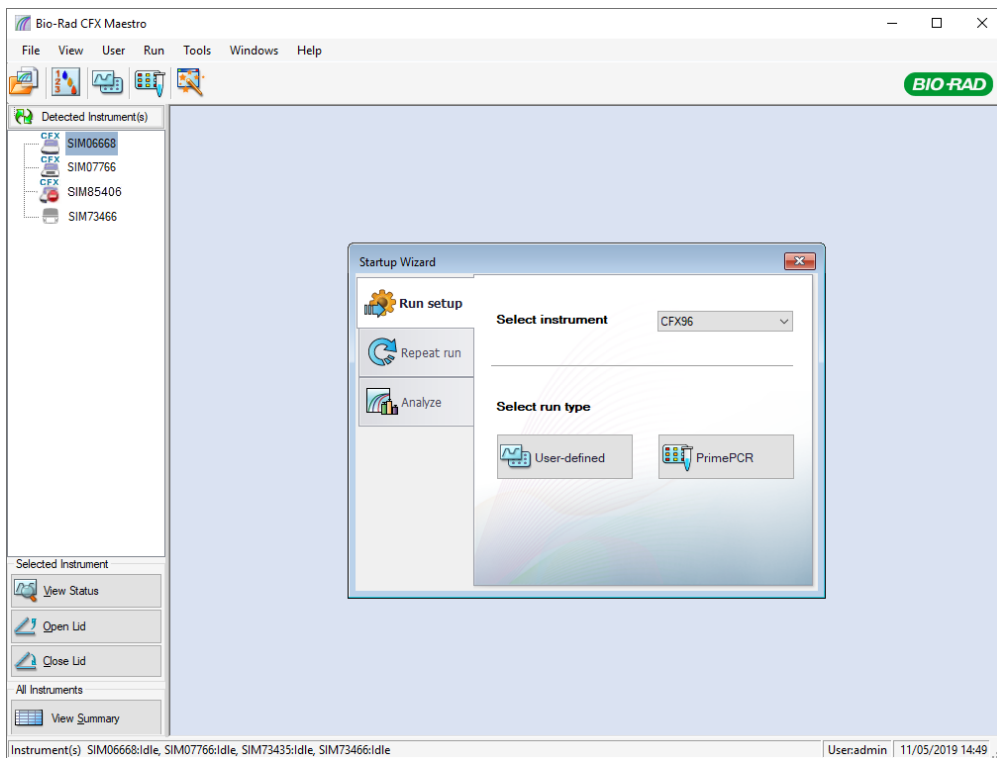 Bio-Rad CFX Maestro
File View User Run Tools Windows Help
BIO-RAD
Detected Instrument(s)
CFX
SIM06668
CFX
SIM07766
CFX
SIM85406
SIM73466
Startup Wizard
Run setup
Repeat run
Analyze
Select instrument
CFX96
Select run type
User-defined
PrimePCR
Selected Instrument
View Status
Open Lid
Close Lid
All Instruments
View Summary
Instrument(s) SIM06668:Idle, SIM07766:Idle, SIM73435:Idle, SIM73466:Idle
User:admin
11/05/2019 14:49